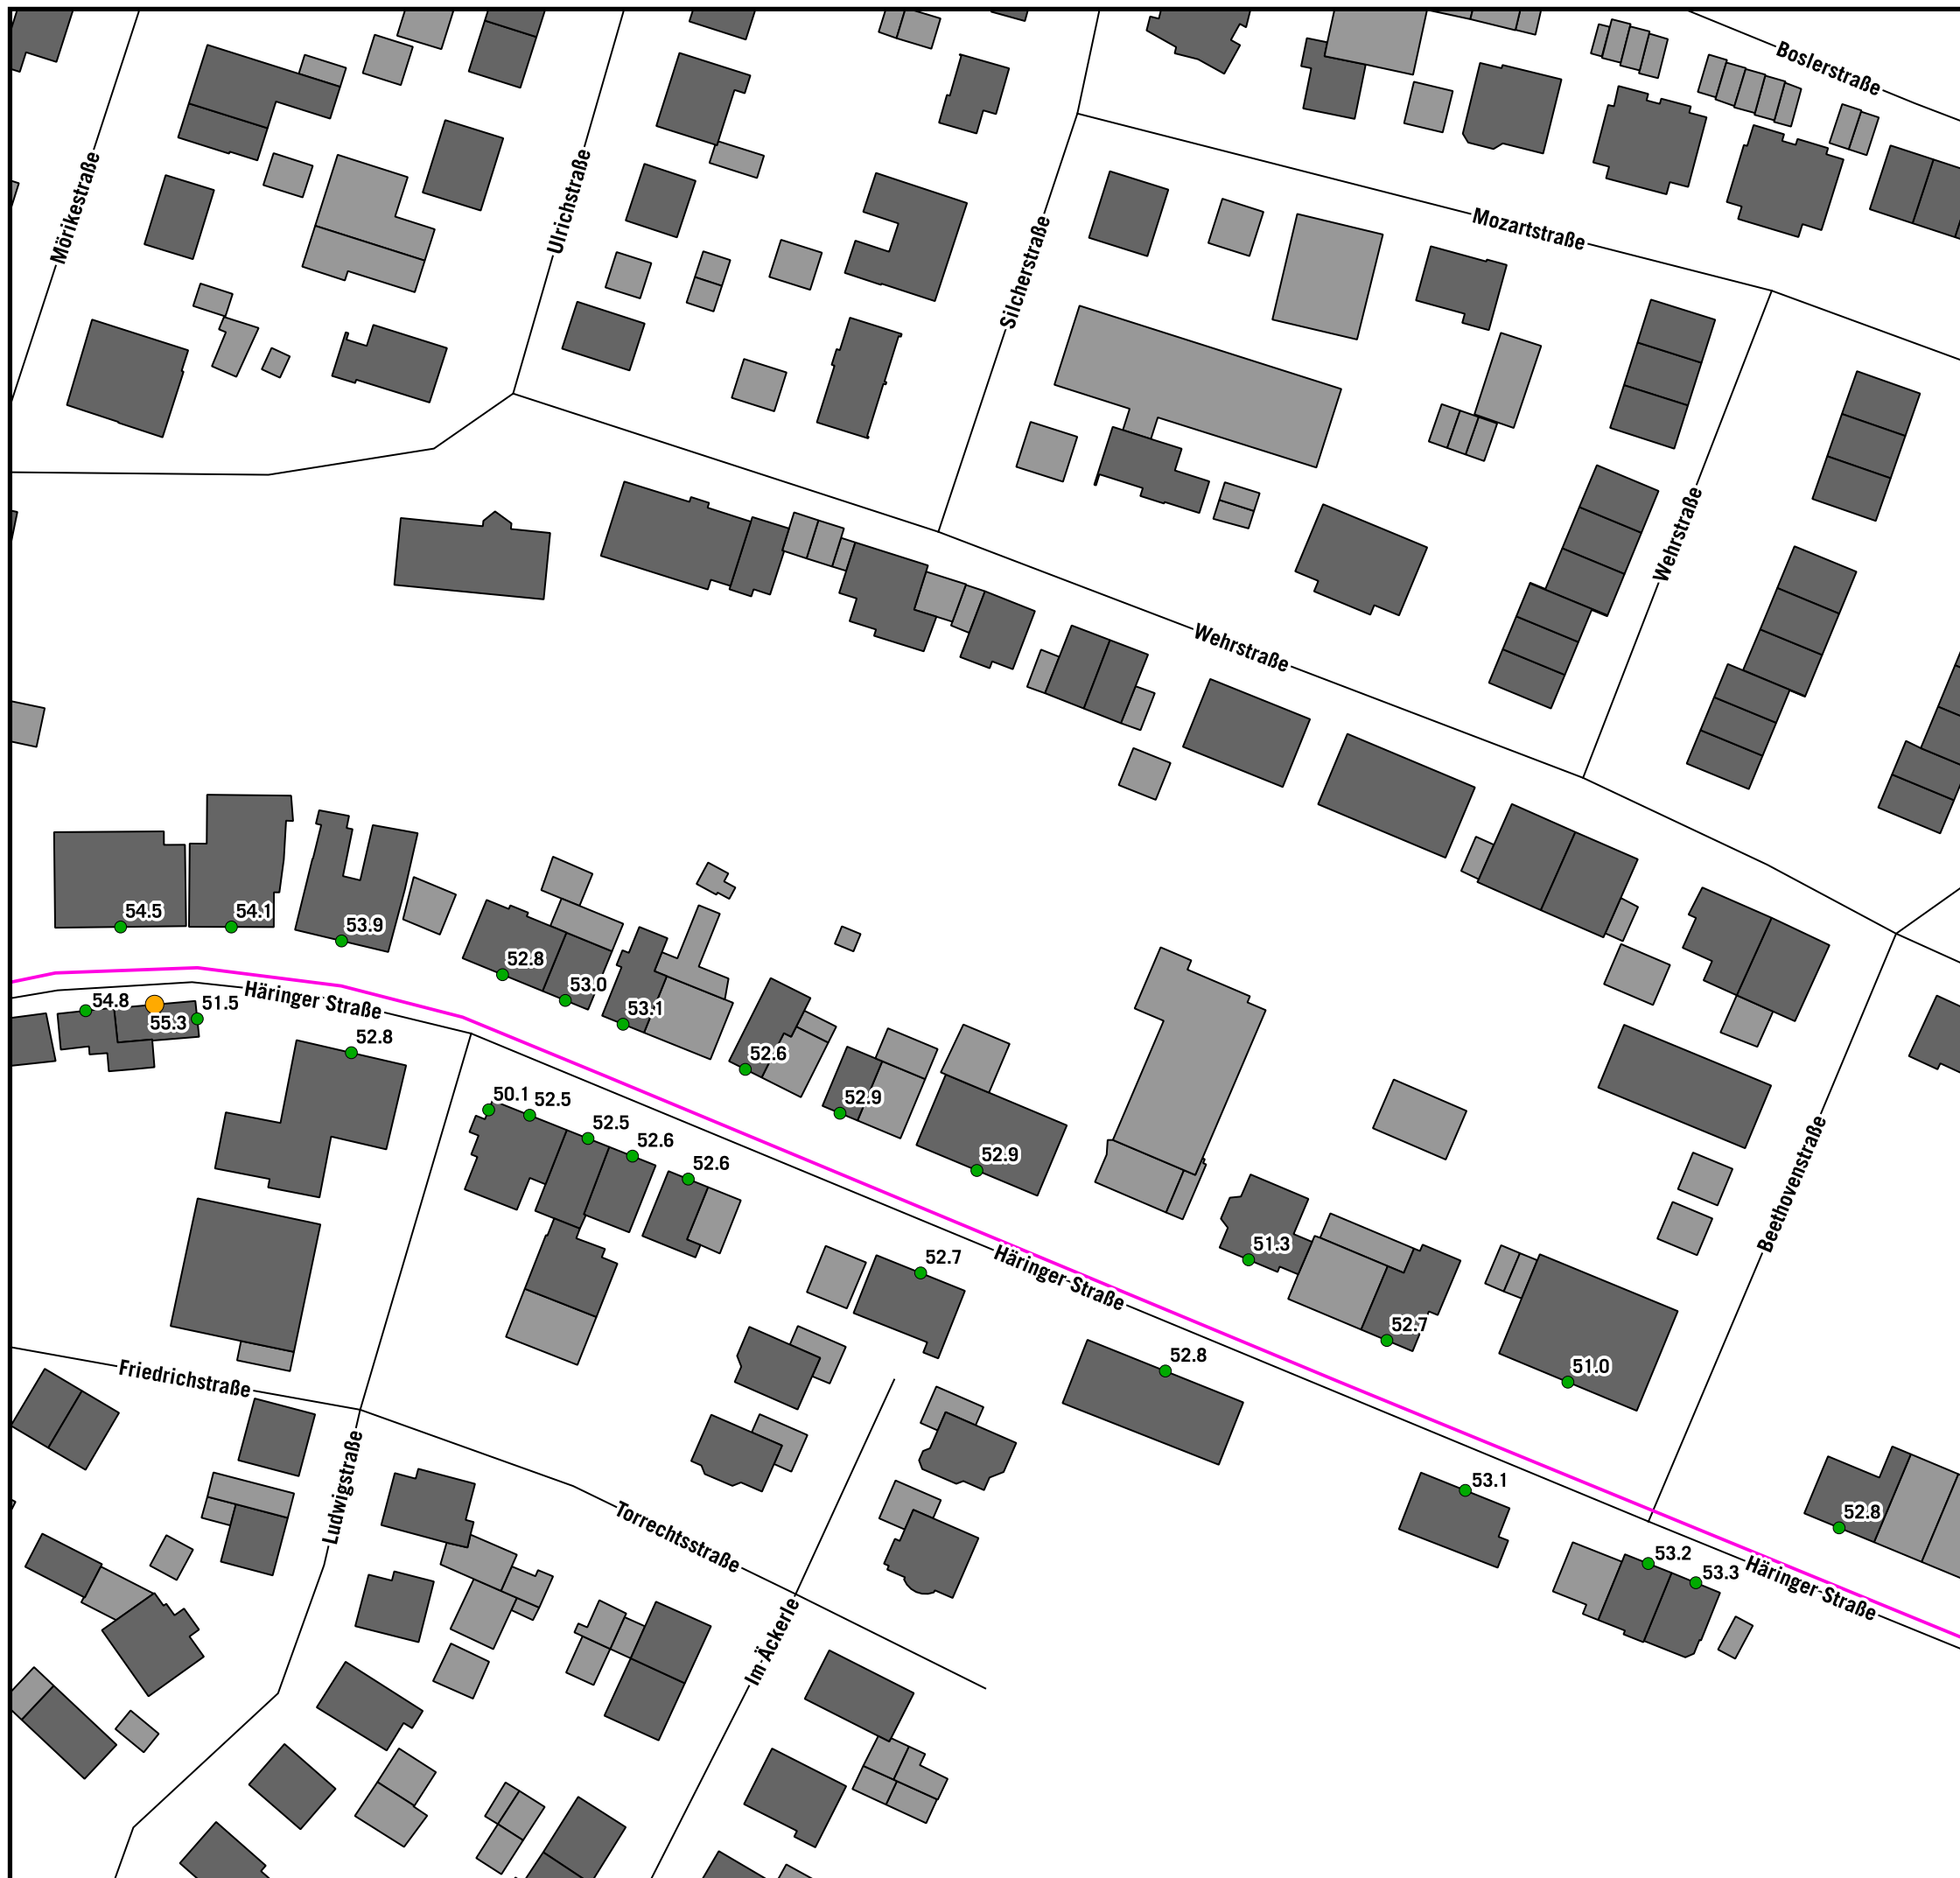 Boslerstraße
Mörikestraße
Ulrichstraße
Silcherstraße
Mozartstraße
Wehrstraße
Wehrstraße
54.5
54.1
53.9
52.8
53.0
53.1
54.8
55.3
51.5
Häringer Straße
52.8
52.6
52.9
52.9
50.1
52.5
52.5
52.6
52.6
Beethovenstraße
51.3
52.7
Häringer Straße
52.7
51.0
52.8
Friedrichstraße
Ludwigstraße
Torrechtsstraße
53.1
52.8
53.2
53.3
Häringer Straße
Im Äckerle